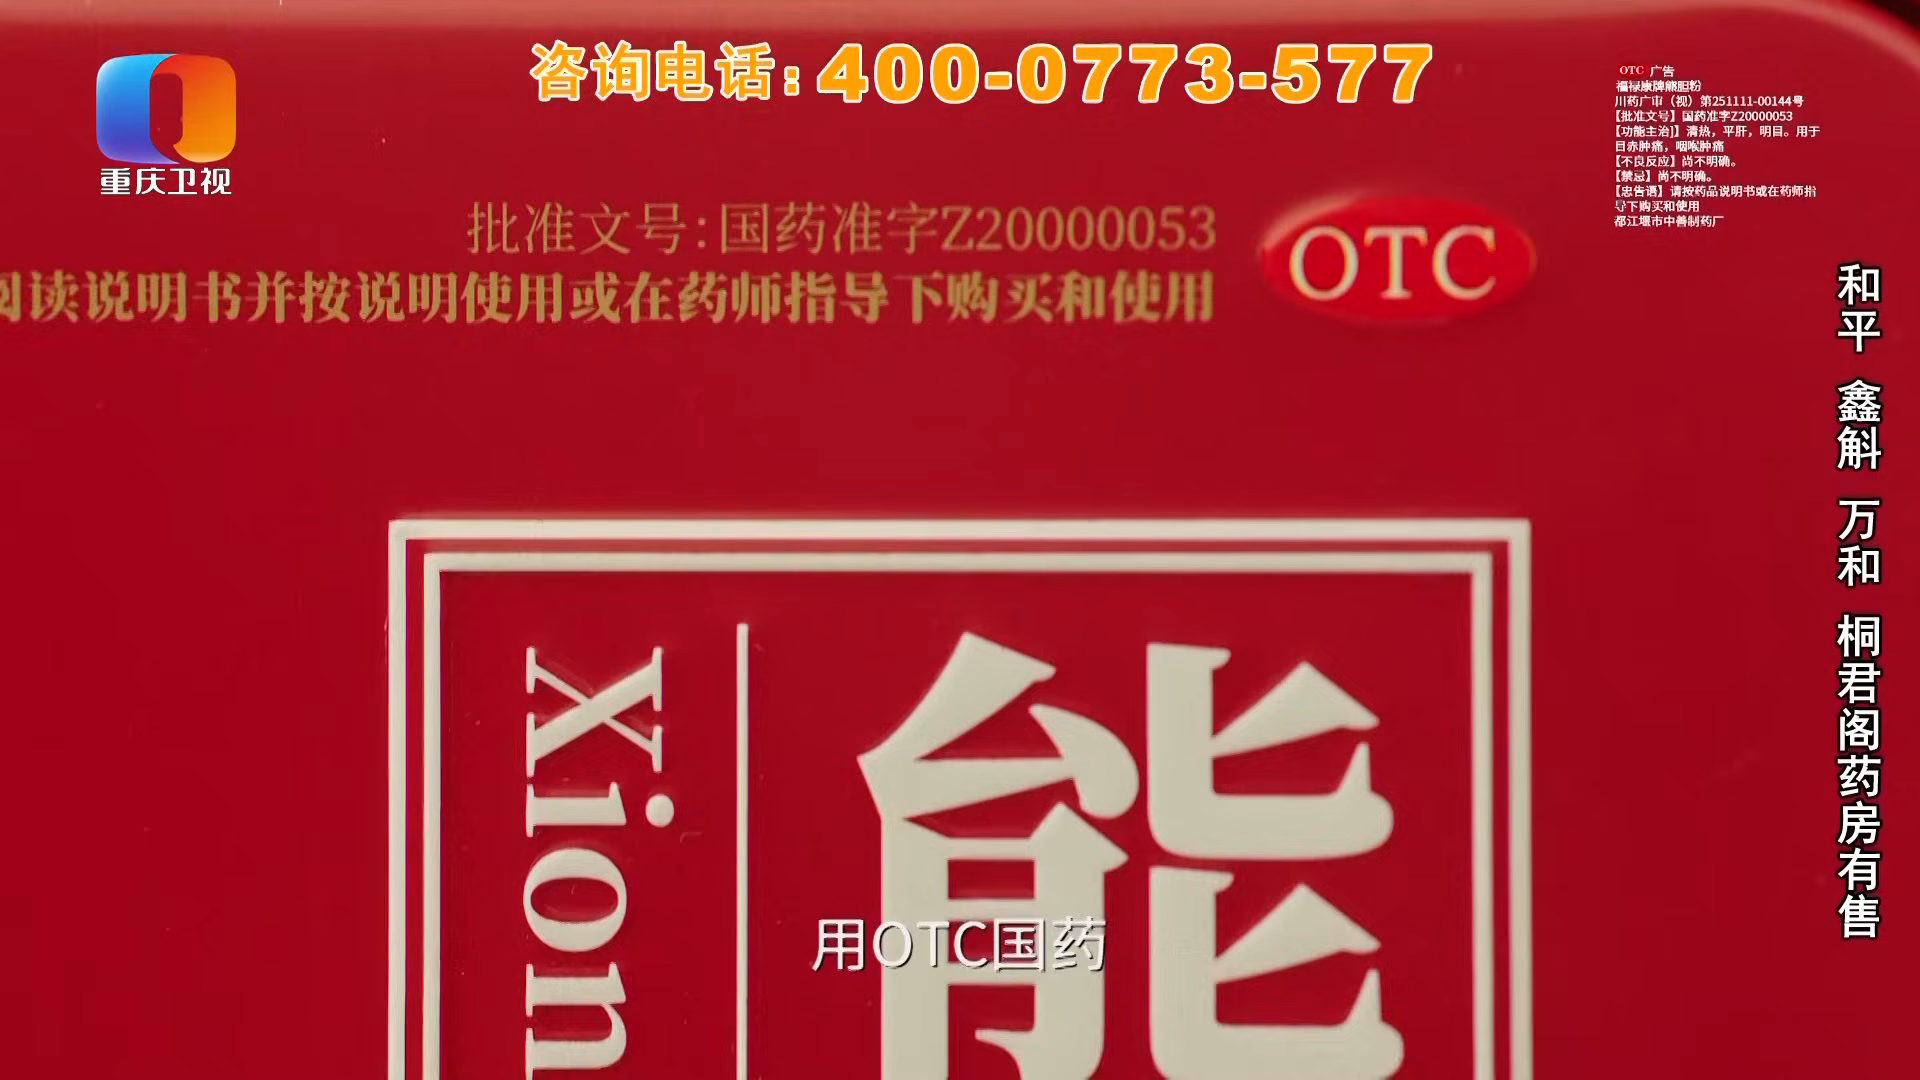 咨询电话:400-0773-577
重庆卫视
OTC 广告
福禄康牌熊胆粉
川药广审（视）第251111-00144号
【批准文号】国药准字Z20000053
【功能主治】清热，平肝，明目。用于
目赤肿痛，咽喉肿痛
【不良反应】尚不明确。
【禁忌】尚不明确。
【忠告语】请按药品说明书或在药师指
导下购买和使用
都江堰市中善制药厂
批准文号:国药准字Z20000053
阅读说明书并按说明使用或在药师指导下购买和使用
OTC
和平 鑫斛 万和 桐君阁药房有售
Xion
用OTC国药